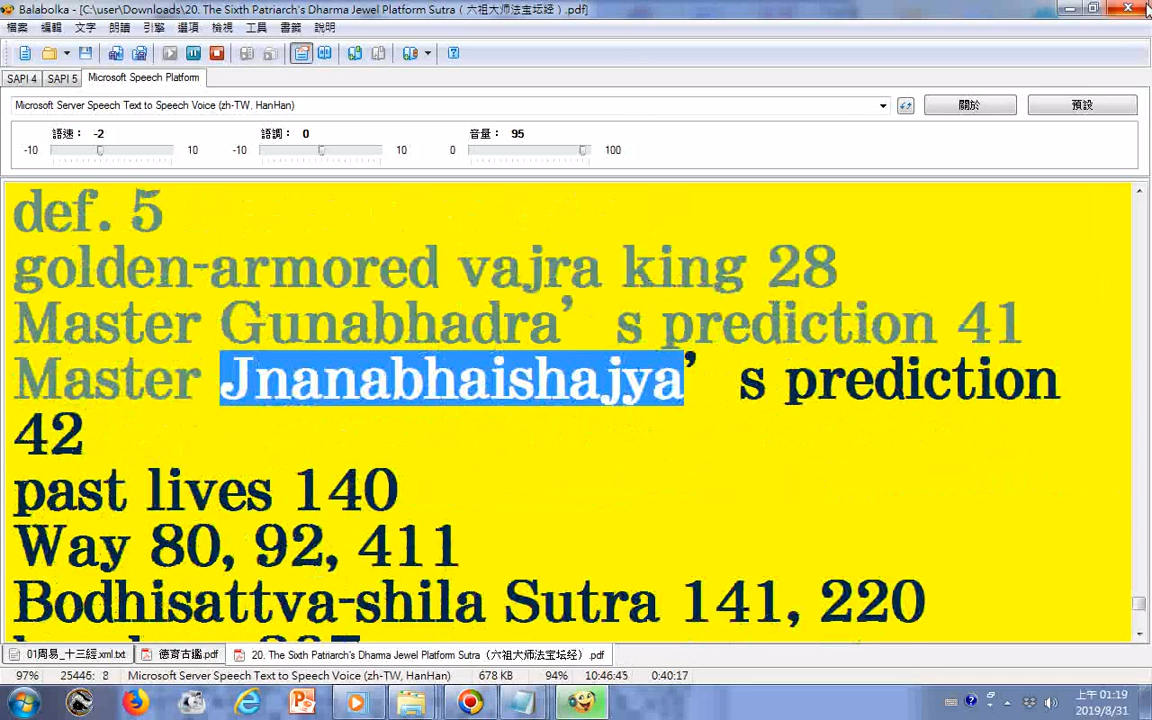 Balabolka - [C:\user\Downloads\20. The Sixth Patriarch's Dharma Jewel Platform Sutra（六祖大师法宝坛经）.pdf]
檔案 編輯 文字 朗讀 引擎 選項 檢視 工具 書籤 說明
SAPI 4 SAPI 5 Microsoft Speech Platform
Microsoft Server Speech Text to Speech Voice (zh-TW, HanHan) 關於 預設
語速： -2 語調： 0 音量： 95
-10 10 -10 10 0 100
def. 5
golden-armored vajra king 28
Master Gunabhadra’s prediction 41
Master Jnanabhaishajya’s prediction
42
past lives 140
Way 80, 92, 411
Bodhisattva-shila Sutra 141, 220
01周易_十三經.xml.txt 德育古鑑.pdf 20. The Sixth Patriarch's Dharma Jewel Platform Sutra（六祖大师法宝坛经）.pdf
97% 25445: 8 Microsoft Server Speech Text to Speech Voice (zh-TW, HanHan) 678 KB 94% 10:46:45 0:40:17
上午 01:19
2019/8/31